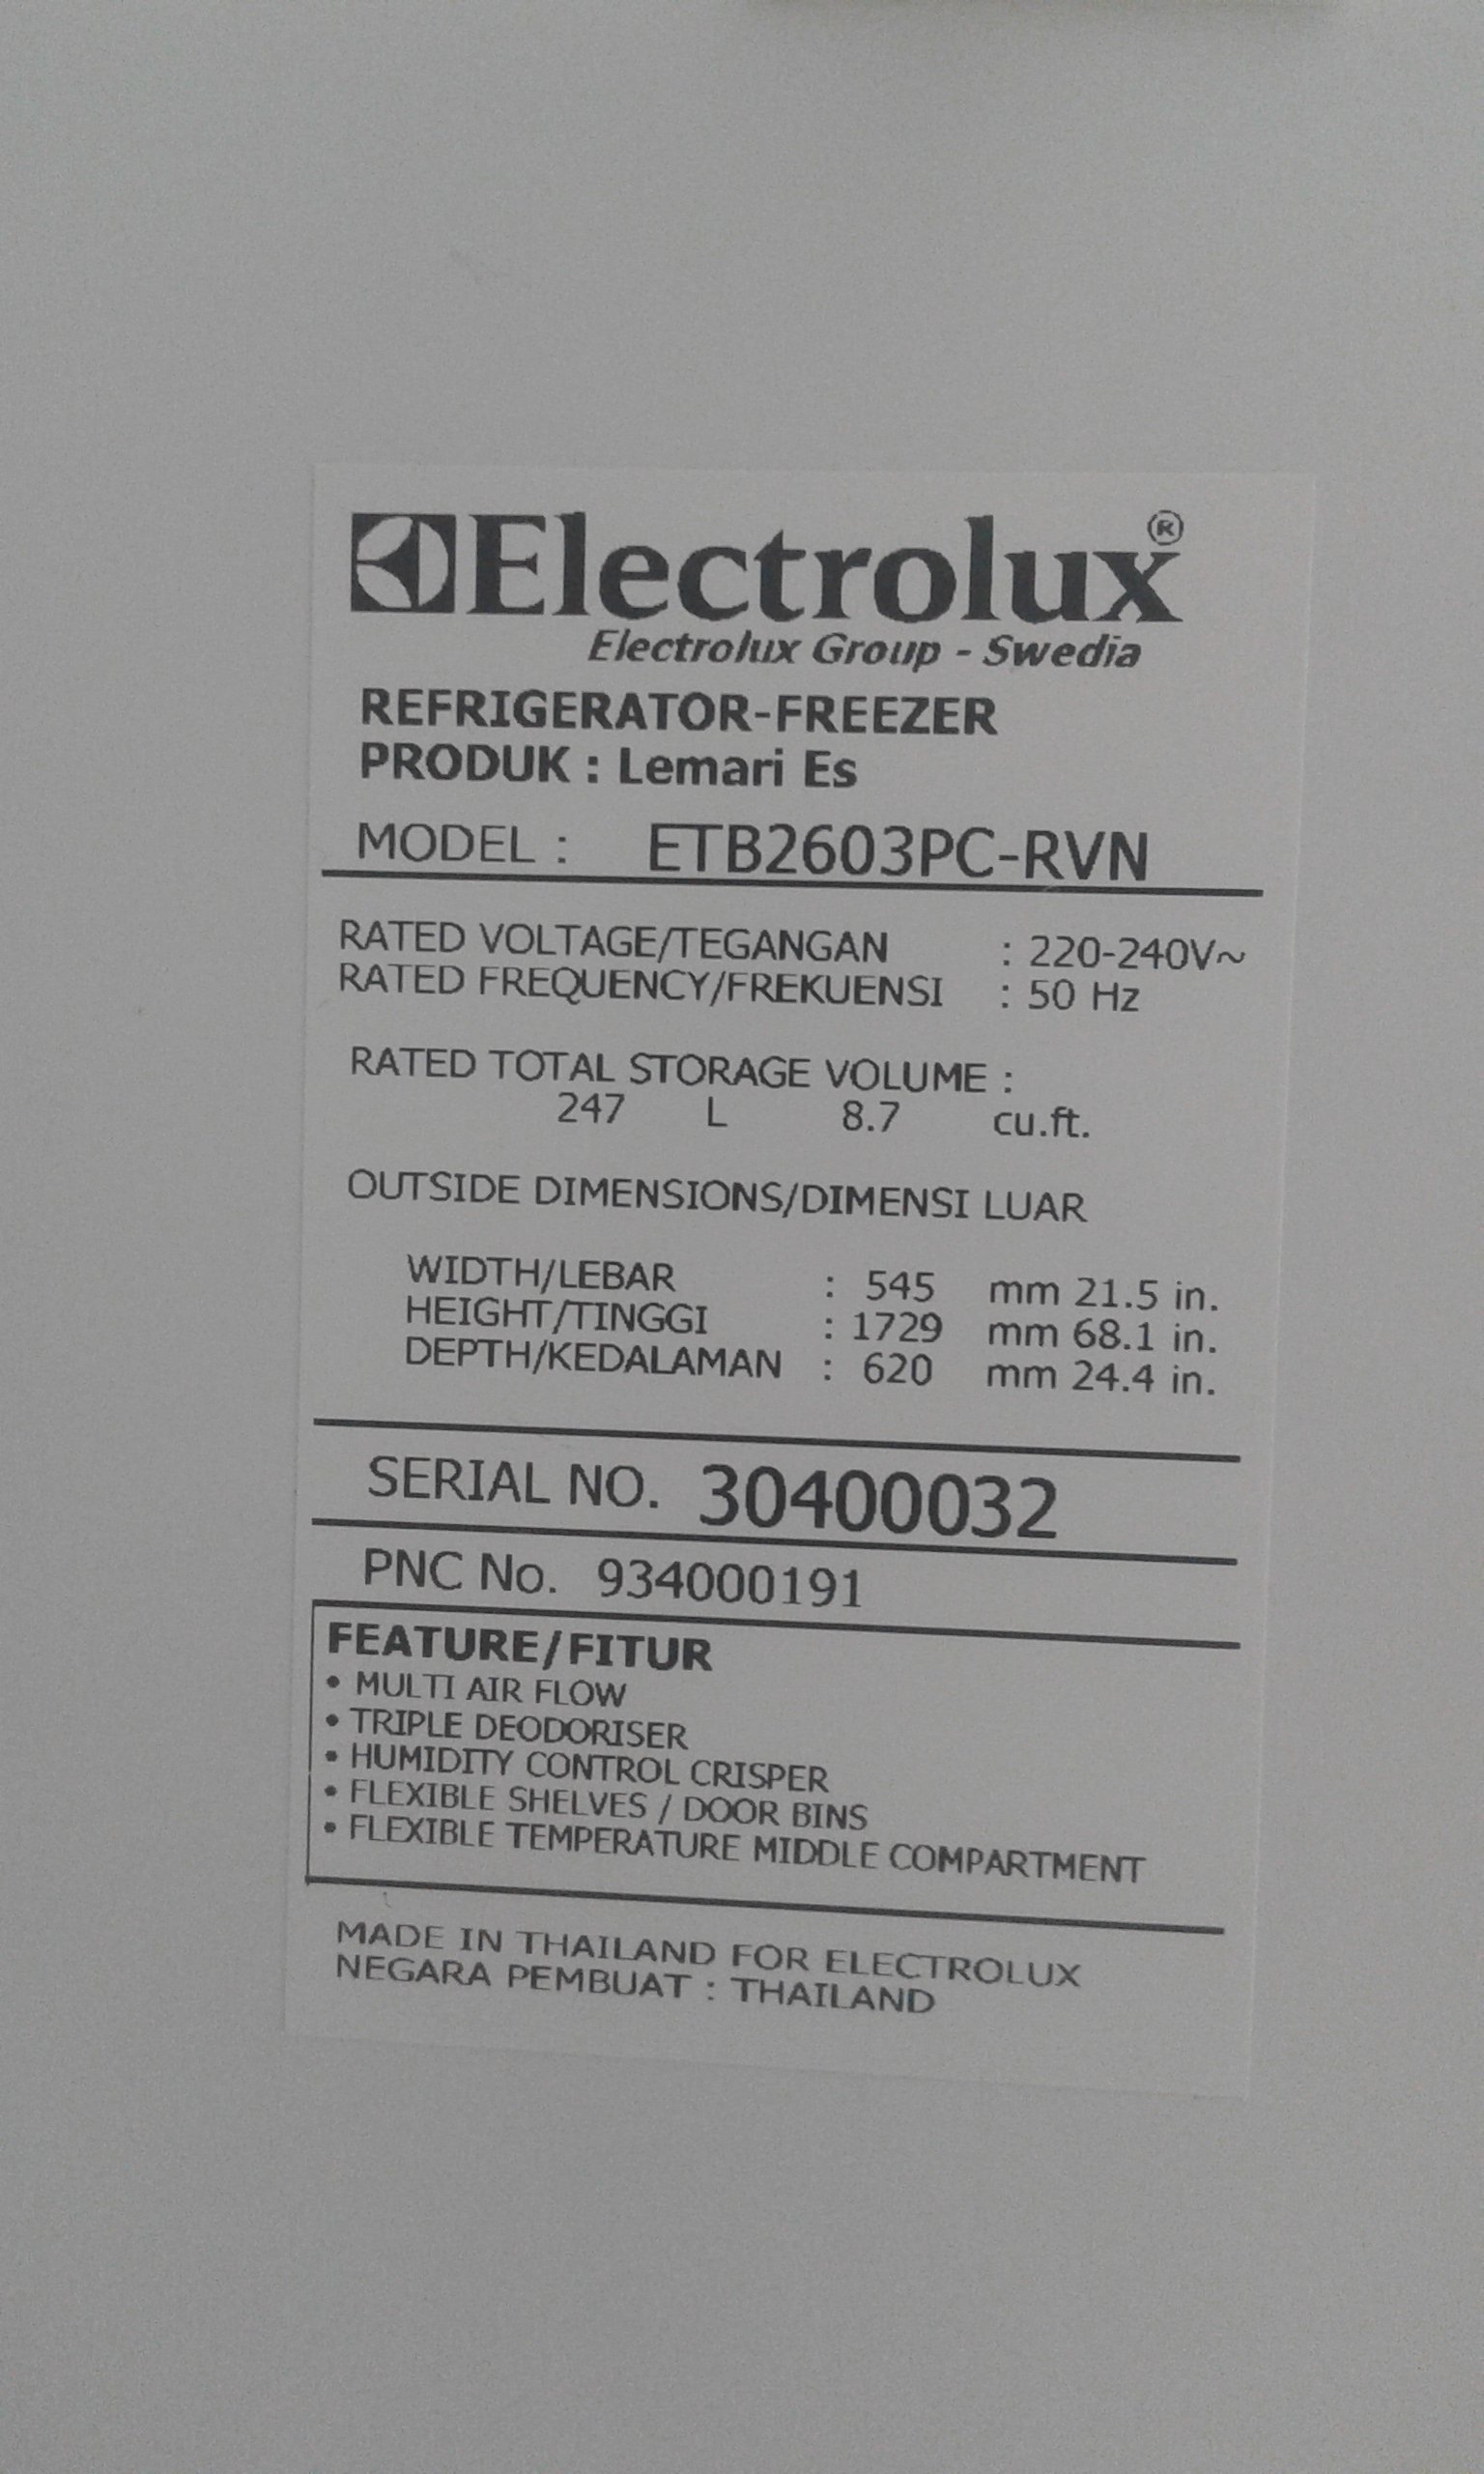 Electrolux®
Electrolux Group - Swedia
REFRIGERATOR-FREEZER
PRODUK : Lemari Es
MODEL : ETB2603PC-RVN
RATED VOLTAGE/TEGANGAN : 220-240V~
RATED FREQUENCY/FREKUENSI : 50 Hz
RATED TOTAL STORAGE VOLUME :
247 L 8.7 cu.ft.
OUTSIDE DIMENSIONS/DIMENSI LUAR
WIDTH/LEBAR : 545 mm 21.5 in.
HEIGHT/TINGGI : 1729 mm 68.1 in.
DEPTH/KEDALAMAN : 620 mm 24.4 in.
SERIAL NO. 30400032
PNC No. 934000191
FEATURE/FITUR
• MULTI AIR FLOW
• TRIPLE DEODORISER
• HUMIDITY CONTROL CRISPER
• FLEXIBLE SHELVES / DOOR BINS
• FLEXIBLE TEMPERATURE MIDDLE COMPARTMENT
MADE IN THAILAND FOR ELECTROLUX
NEGARA PEMBUAT : THAILAND